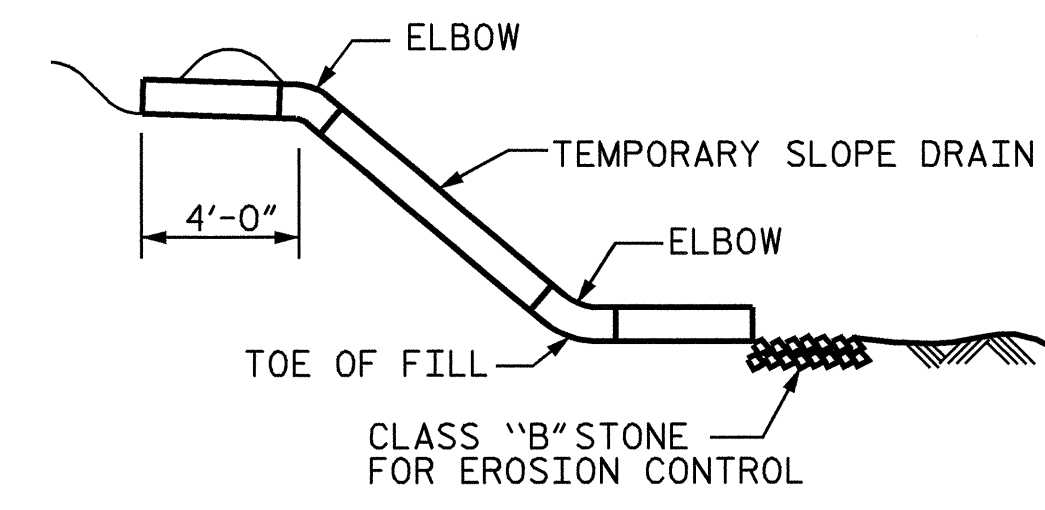 ELBOW
TEMPORARY SLOPE DRAIN
4'-0"
ELBOW
TOE OF FILL
CLASS "B" STONE
FOR EROSION CONTROL